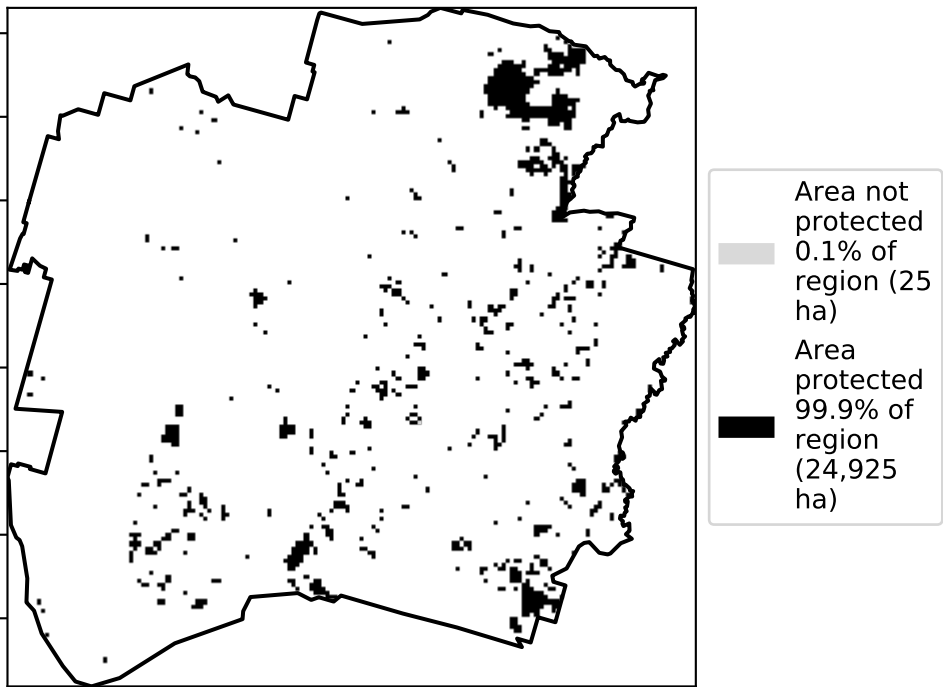 Area not
protected
0.1% of
region (25
ha)
Area
protected
99.9% of
region
(24,925
ha)